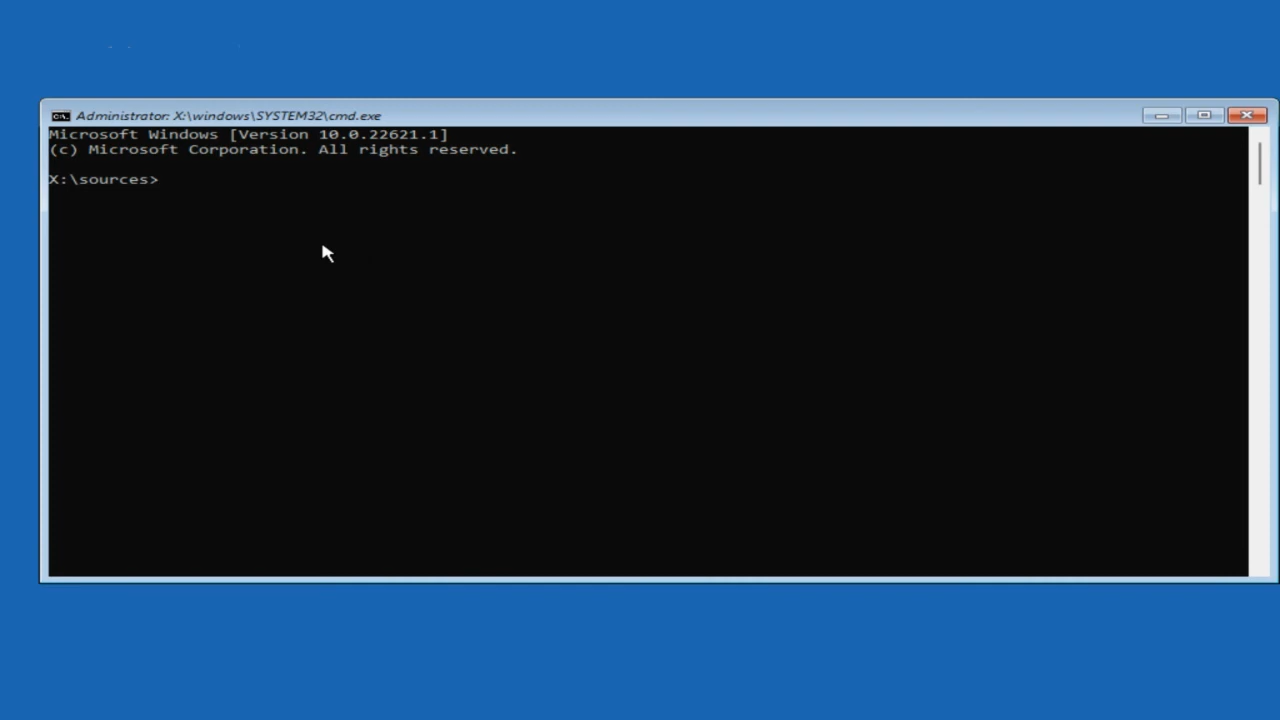 Administrator: X:\windows\SYSTEM32\cmd.exe
Microsoft Windows [Version 10.0.22621.1]
(c) Microsoft Corporation. All rights reserved.
X:\sources>